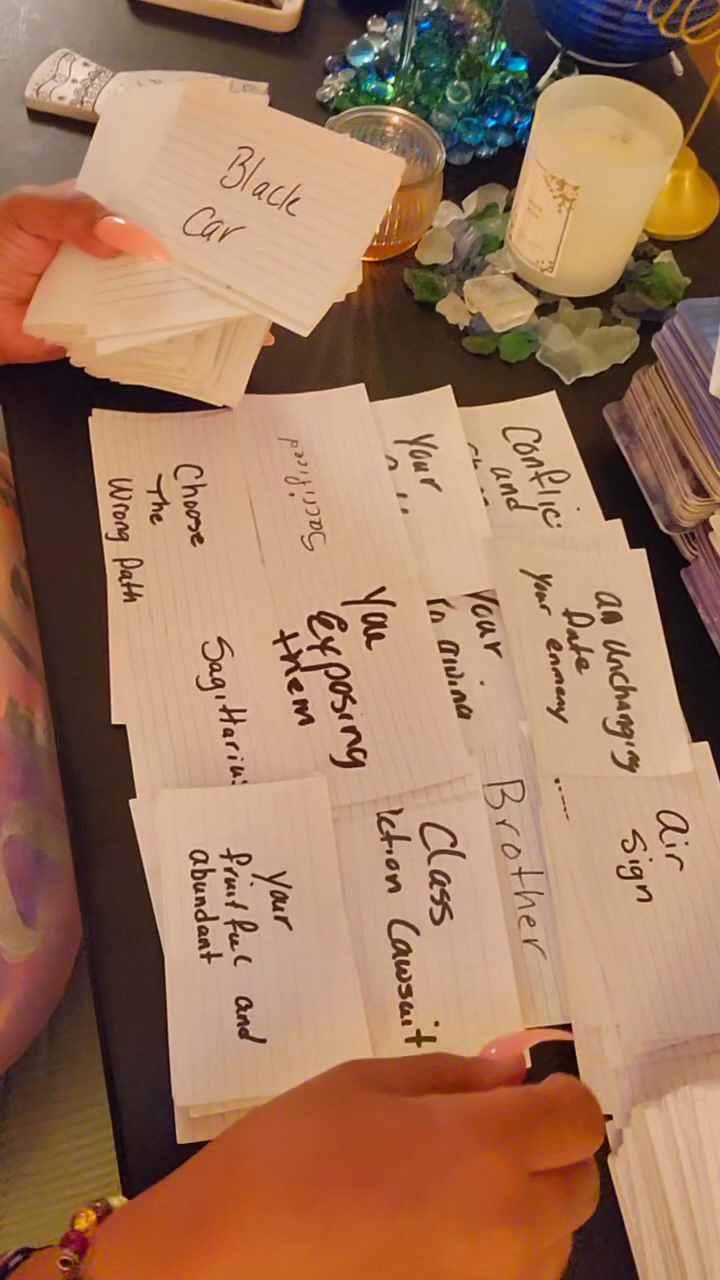 Black
Car
Choose
The
Wrong Path
Sacrificed
Your
Conflic
and
Sagittarius
You
Exposing
them
Your
an unchanging
Date
your enmany
Your
fruitful and
abundant
Class
Action Lawsuit
Brother
air
Sign